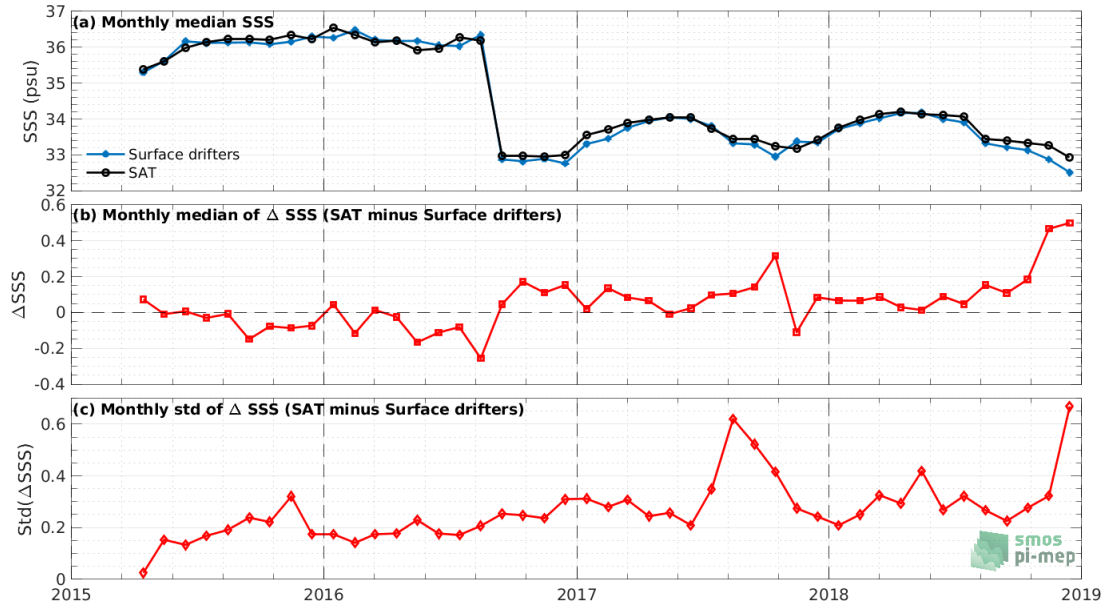 (a) Monthly median SSS
37
36
35
34
33
32
SSS (psu)
Surface drifters
SAT
(b) Monthly median of Δ SSS (SAT minus Surface drifters)
0.6
0.4
0.2
0
-0.2
-0.4
ΔSSS
(c) Monthly std of Δ SSS (SAT minus Surface drifters)
0.6
0.4
0.2
0
Std(ΔSSS)
smos
pi-mep
2015 2016 2017 2018 2019